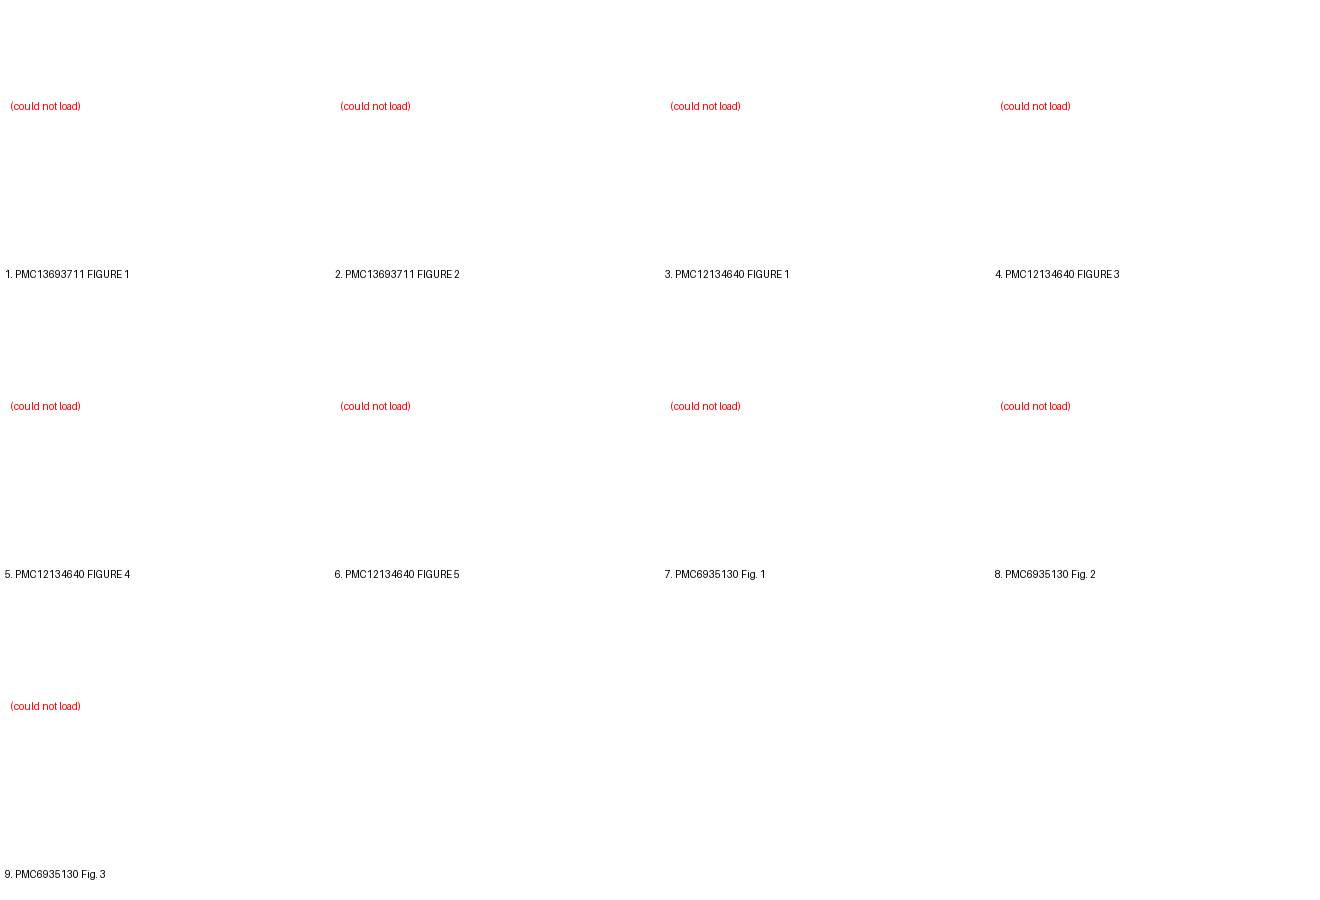 (could not load) (could not load) (could not load) (could not load)
1. PMC13693711 FIGURE 1 2. PMC13693711 FIGURE 2 3. PMC12134640 FIGURE 1 4. PMC12134640 FIGURE 3
(could not load) (could not load) (could not load) (could not load)
5. PMC12134640 FIGURE 4 6. PMC12134640 FIGURE 5 7. PMC6935130 Fig. 1 8. PMC6935130 Fig. 2
(could not load)
9. PMC6935130 Fig. 3